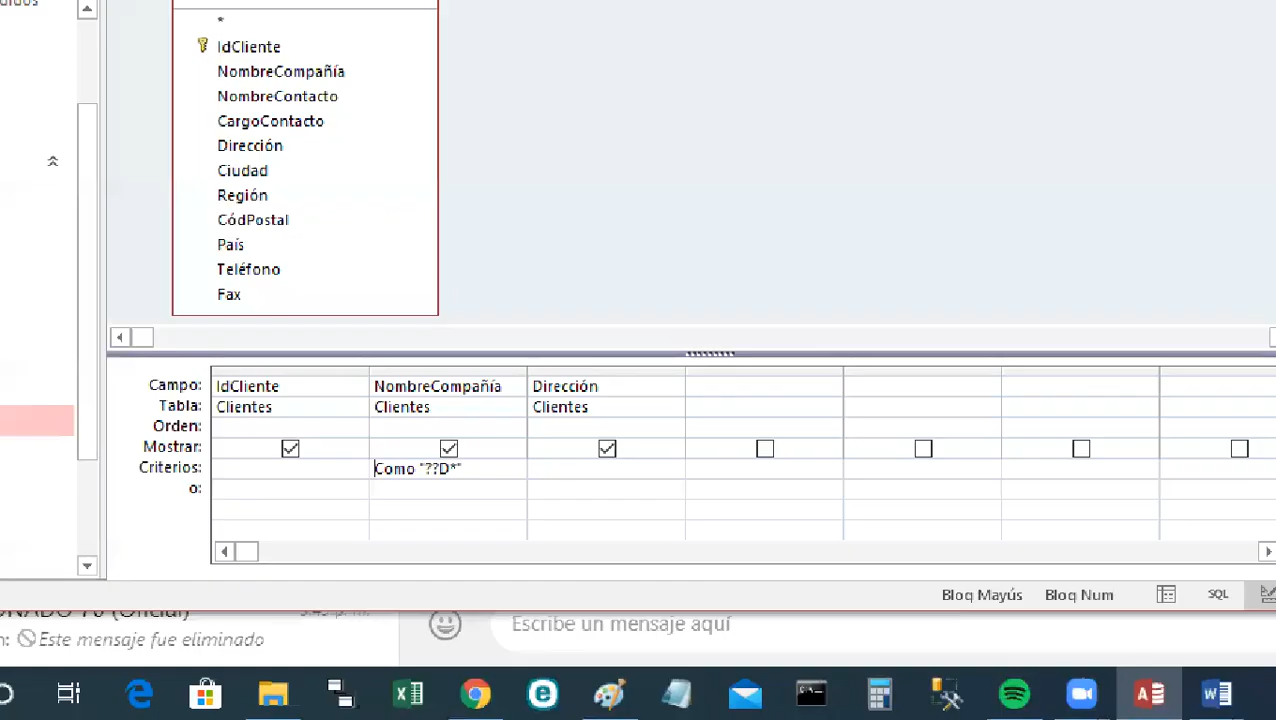 *
IdCliente
NombreCompañía
NombreContacto
CargoContacto
Dirección
Ciudad
Región
CódPostal
País
Teléfono
Fax
Campo: IdCliente NombreCompañía Dirección
Tabla: Clientes Clientes Clientes
Orden:
Mostrar:
Criterios: Como "??D*"
o:
Bloq Mayús Bloq Num SQL
Este mensaje fue eliminado
Escribe un mensaje aquí